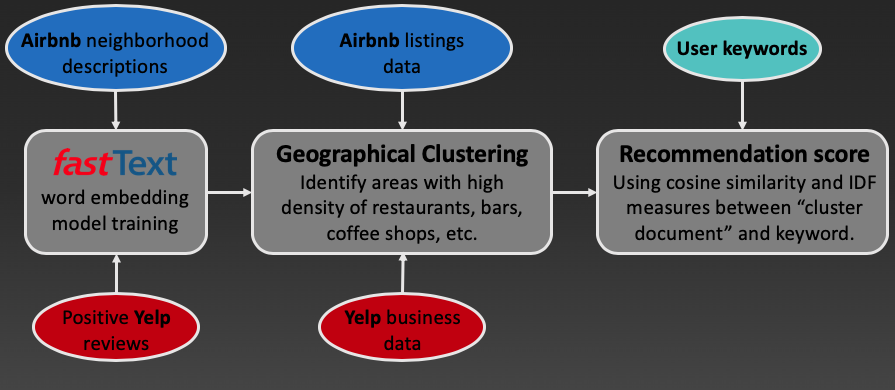 Airbnb neighborhood
descriptions
Airbnb listings
data
User keywords
fastText
word embedding
model training
Geographical Clustering
Identify areas with high
density of restaurants, bars,
coffee shops, etc.
Recommendation score
Using cosine similarity and IDF
measures between “cluster
document” and keyword.
Positive Yelp
reviews
Yelp business
data